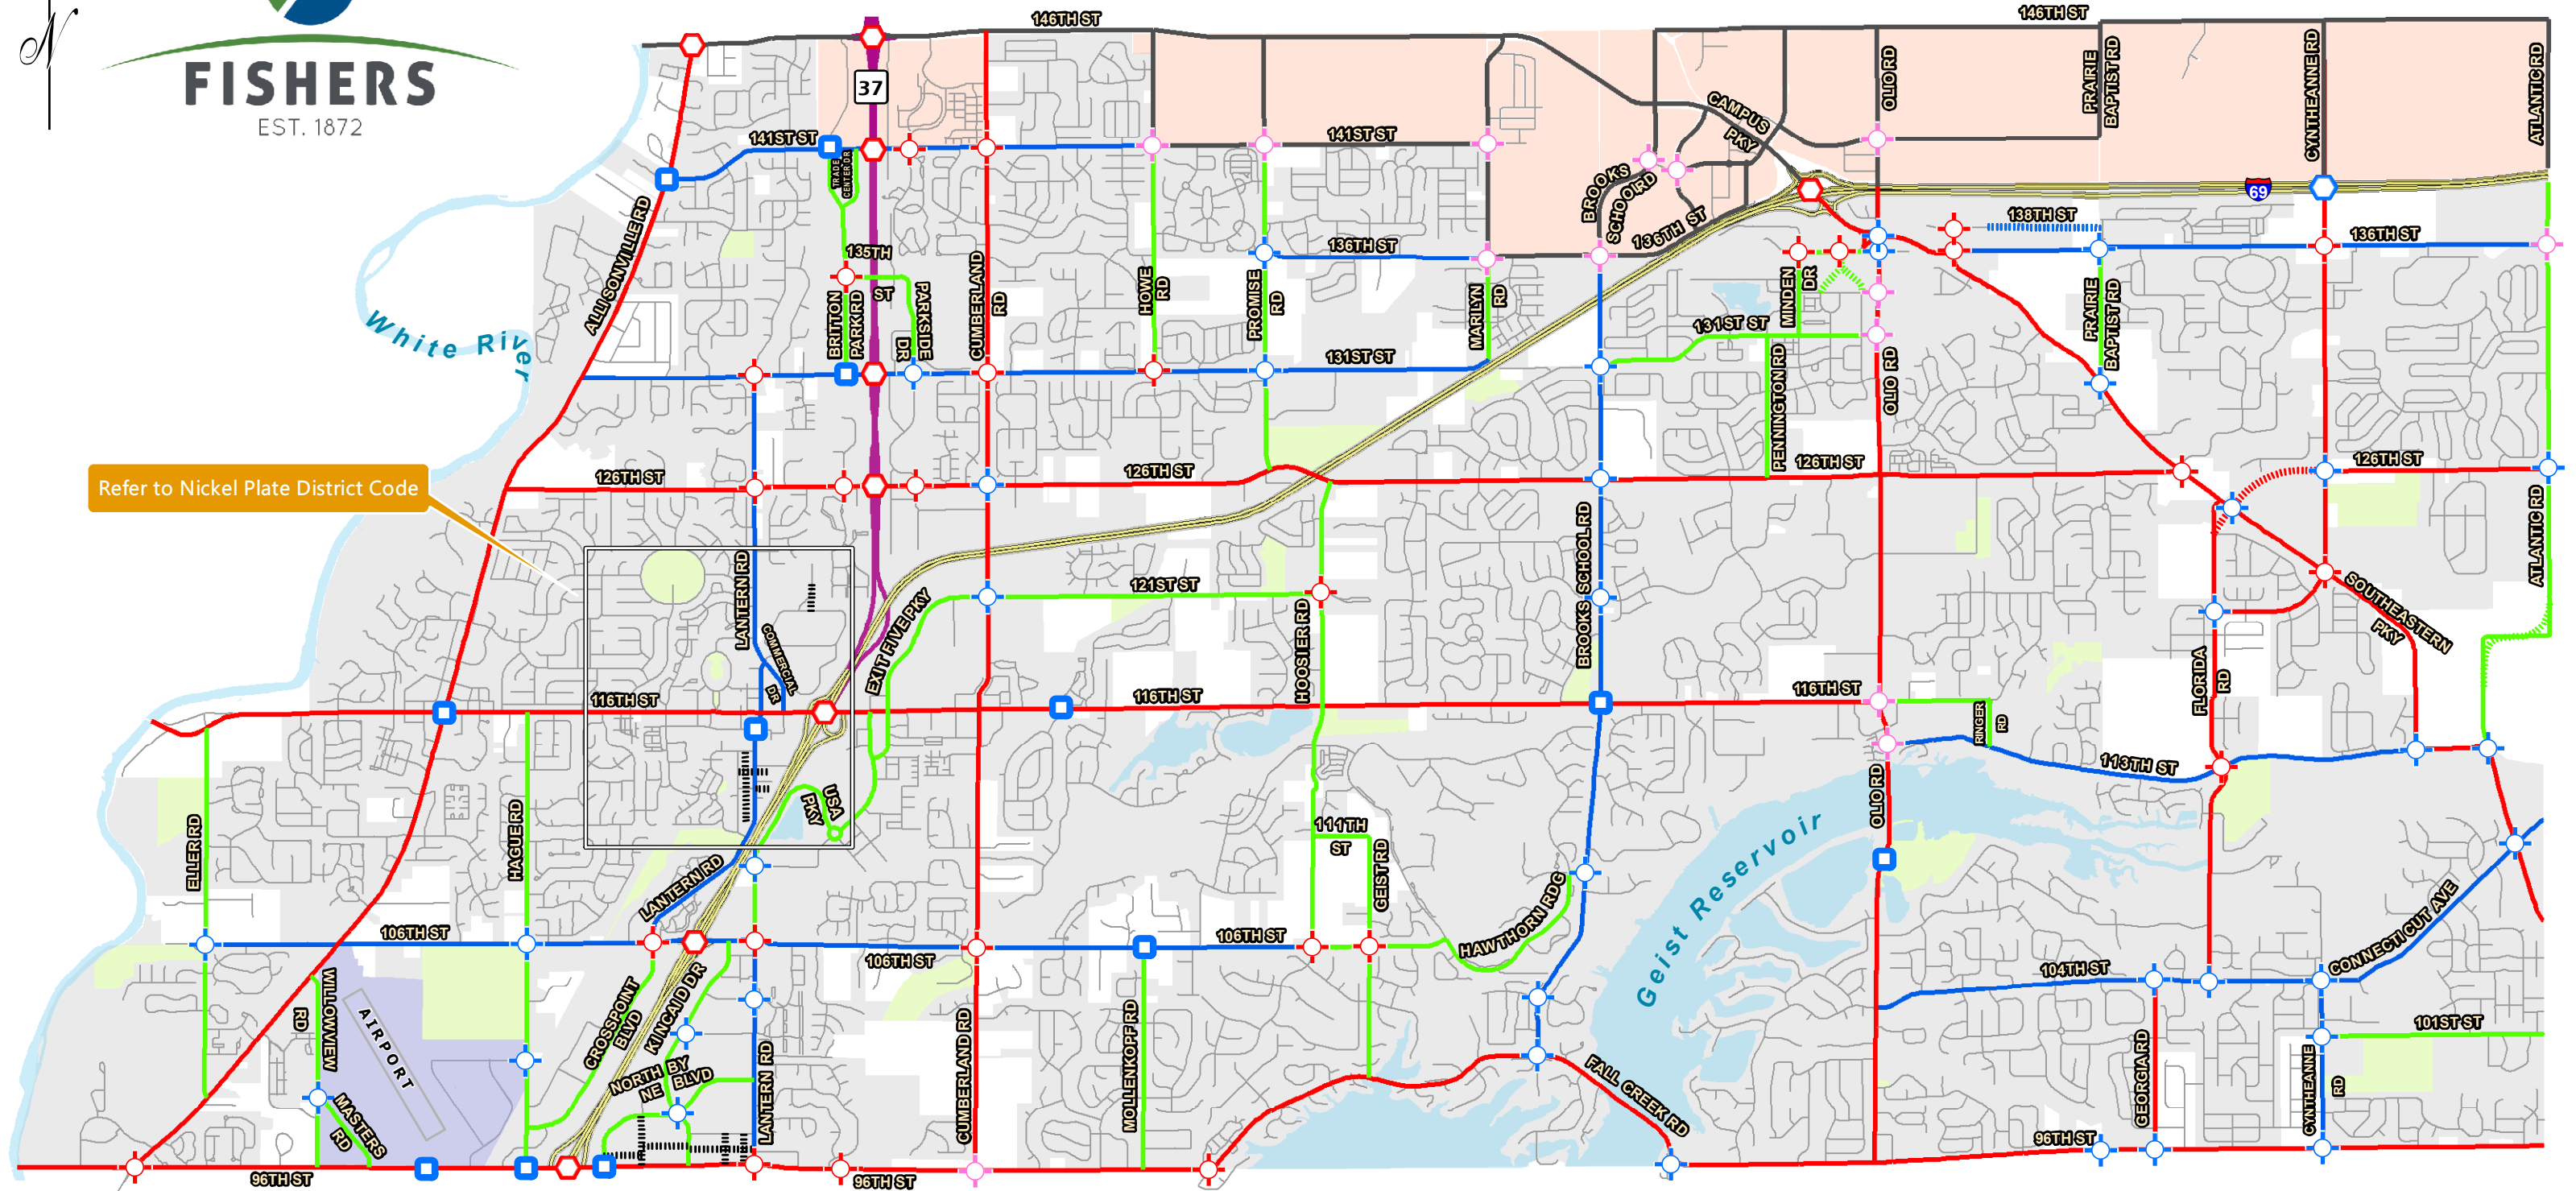 N
FISHERS
EST. 1872
146TH ST
146TH ST
37
141ST ST
TRADE
CENTER DR
141ST ST
CAMPUS
PKY
OLIO RD
PRAIRIE
BAPTIST RD
CYNTHEANNE RD
ATLANTIC RD
69
BROOKS
SCHOOL RD
136TH ST
138TH ST
136TH ST
ALLISONVILLE RD
135TH
ST
BRITTON
PARK RD
PARKSIDE
DR
CUMBERLAND
RD
HOWE
RD
PROMISE
RD
136TH ST
MARILYN
RD
MINDEN
DR
131ST ST
PRAIRIE
BAPTIST RD
White River
131ST ST
PENNINGTON RD
OLIO RD
126TH ST
126TH ST
126TH ST
126TH ST
Refer to Nickel Plate District Code
LANTERN RD
COMMERCIAL
DR
EXIT FIVE PKY
121ST ST
HOOSIER RD
BROOKS SCHOOL RD
ATLANTIC RD
SOUTHEASTERN
PKY
FLORIDA
RD
116TH ST
116TH ST
116TH ST
RINGER
RD
113TH ST
OLIO RD
USA
PKY
ELLER RD
HAGUE RD
LANTERN RD
111TH
ST
GEIST RD
HAWTHORN RDG
Geist Reservoir
106TH ST
106TH ST
106TH ST
104TH ST
CONNECTICUT AVE
WILLOWVIEW
RD
AIRPORT
CROSSPOINT
BLVD
KINCAID DR
NORTH BY
NE BLVD
LANTERN RD
CUMBERLAND RD
MOLLENKOPF RD
FALL CREEK RD
GEORGIA RD
CYNTHEANNE
RD
101ST ST
MASTERS
RD
96TH ST
96TH ST
96TH ST